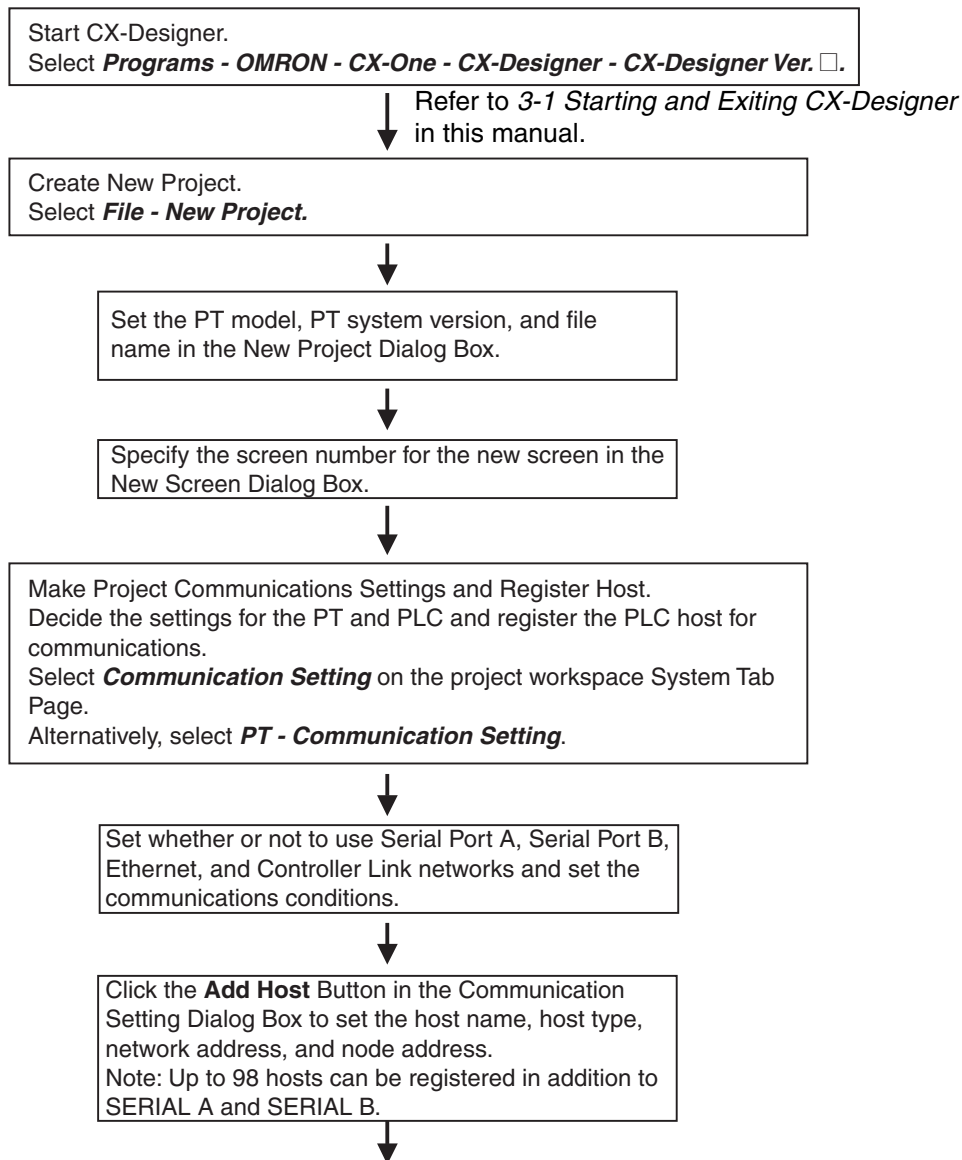 Start CX-Designer.
Select Programs - OMRON - CX-One - CX-Designer - CX-Designer Ver. □.
Refer to 3-1 Starting and Exiting CX-Designer
in this manual.
Create New Project.
Select File - New Project.
Set the PT model, PT system version, and file
name in the New Project Dialog Box.
Specify the screen number for the new screen in the
New Screen Dialog Box.
Make Project Communications Settings and Register Host.
Decide the settings for the PT and PLC and register the PLC host for
communications.
Select Communication Setting on the project workspace System Tab
Page.
Alternatively, select PT - Communication Setting.
Set whether or not to use Serial Port A, Serial Port B,
Ethernet, and Controller Link networks and set the
communications conditions.
Click the Add Host Button in the Communication
Setting Dialog Box to set the host name, host type,
network address, and node address.
Note: Up to 98 hosts can be registered in addition to
SERIAL A and SERIAL B.